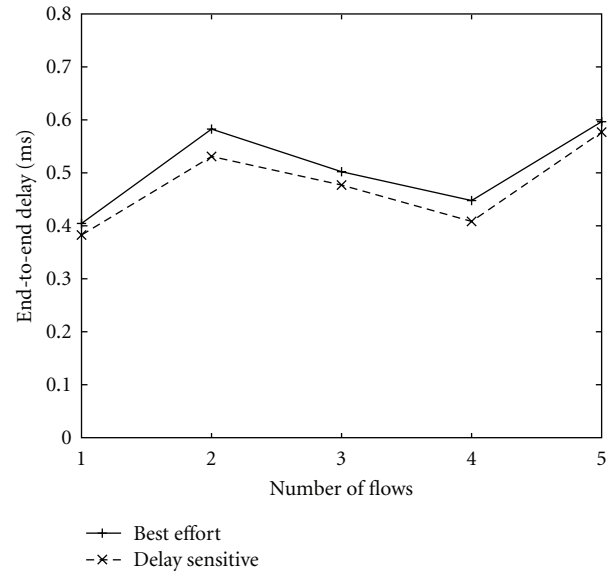 0.8
0.7
0.6
0.5
0.4
0.3
0.2
0.1
0
End-to-end delay (ms)
1 2 3 4 5
Number of flows
Best effort
Delay sensitive